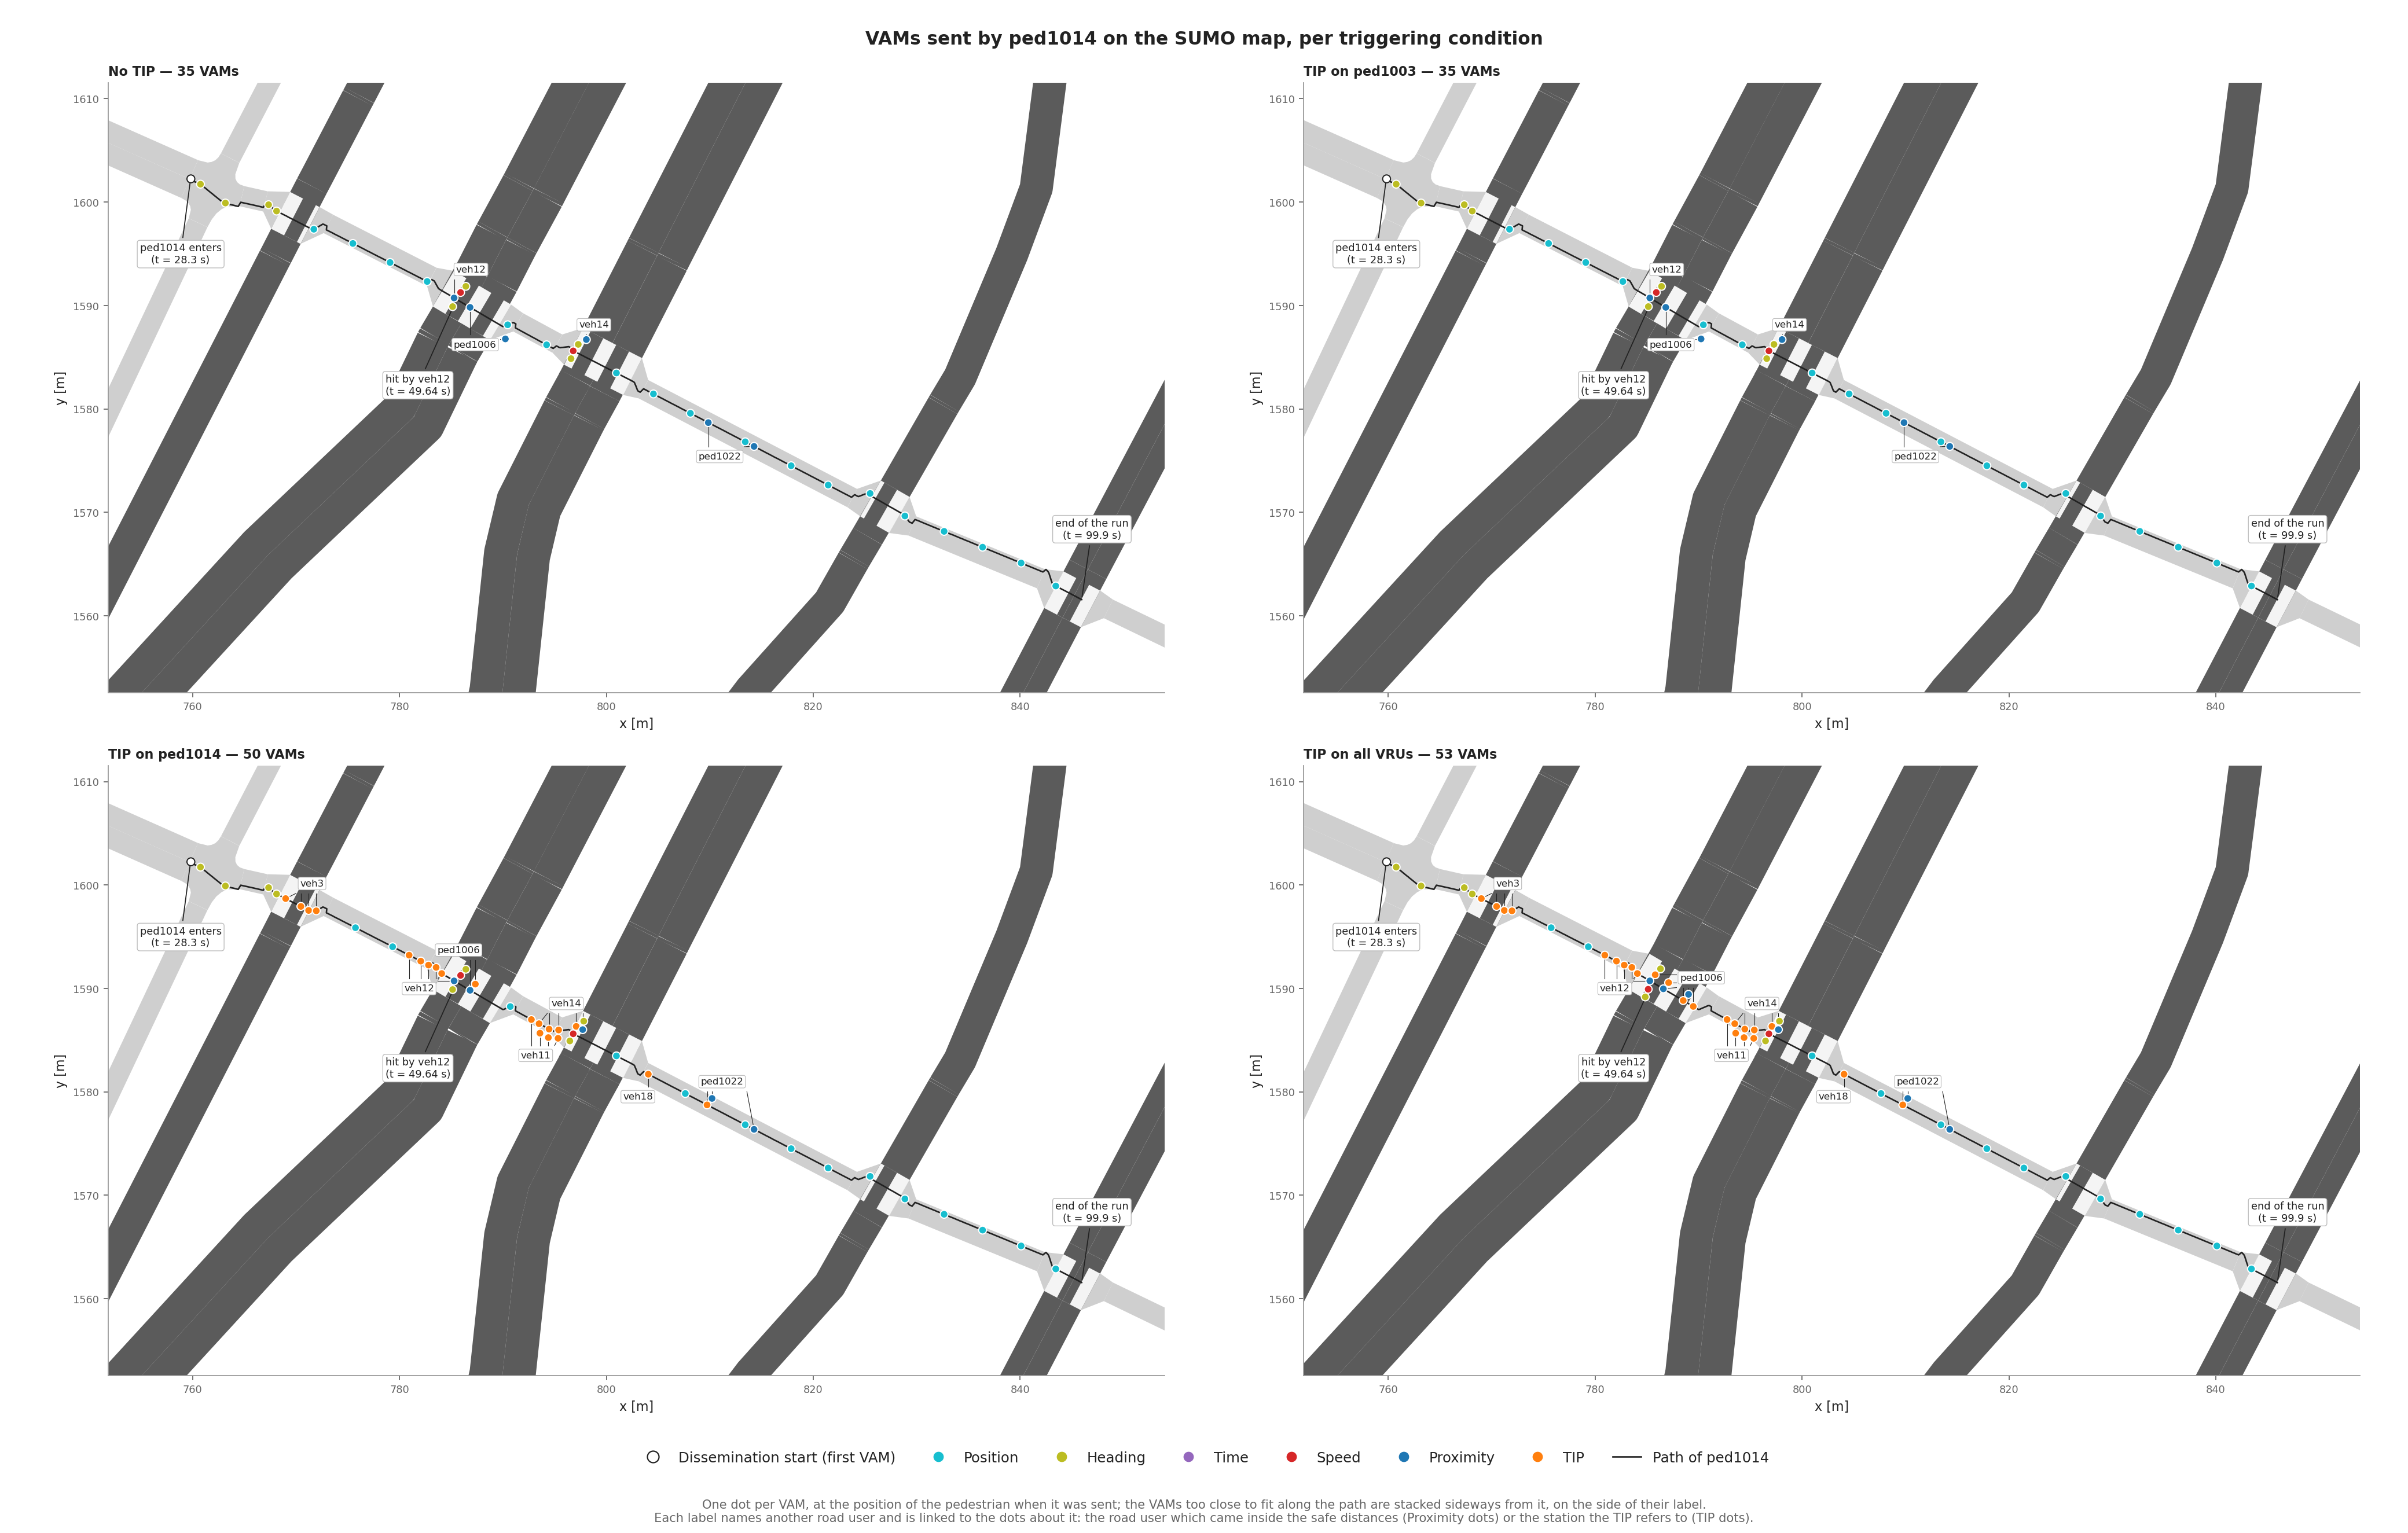 VAMs sent by ped1014 on the SUMO map, per triggering condition
No TIP — 35 VAMs
1610
1600
1590
1580
1570
1560
y [m]
760
780
800
820
840
x [m]
ped1014 enters
(t = 28.3 s)
veh12
ped1006
veh14
hit by veh12
(t = 49.64 s)
ped1022
end of the run
(t = 99.9 s)
TIP on ped1003 — 35 VAMs
1610
1600
1590
1580
1570
1560
y [m]
760
780
800
820
840
x [m]
ped1014 enters
(t = 28.3 s)
veh12
ped1006
veh14
hit by veh12
(t = 49.64 s)
ped1022
end of the run
(t = 99.9 s)
TIP on ped1014 — 50 VAMs
1610
1600
1590
1580
1570
1560
y [m]
760
780
800
820
840
x [m]
veh3
ped1014 enters
(t = 28.3 s)
ped1006
veh12
veh14
veh11
hit by veh12
(t = 49.64 s)
ped1022
veh18
end of the run
(t = 99.9 s)
TIP on all VRUs — 53 VAMs
1610
1600
1590
1580
1570
1560
y [m]
760
780
800
820
840
x [m]
veh3
ped1014 enters
(t = 28.3 s)
ped1006
veh12
veh14
veh11
hit by veh12
(t = 49.64 s)
ped1022
veh18
end of the run
(t = 99.9 s)
Dissemination start (first VAM)
Position
Heading
Time
Speed
Proximity
TIP
Path of ped1014
One dot per VAM, at the position of the pedestrian when it was sent; the VAMs too close to fit along the path are stacked sideways from it, on the side of their label.
Each label names another road user and is linked to the dots about it: the road user which came inside the safe distances (Proximity dots) or the station the TIP refers to (TIP dots).